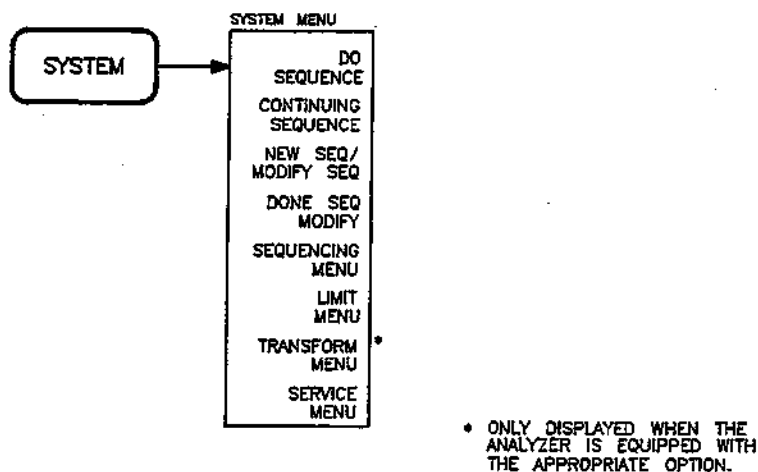 SYSTEM MENU
SYSTEM
DO
SEQUENCE
CONTINUING
SEQUENCE
NEW SEQ/
MODIFY SEQ
DONE SEQ
MODIFY
SEQUENCING
MENU
LIMIT
MENU
TRANSFORM *
MENU
SERVICE
MENU
* ONLY DISPLAYED WHEN THE
ANALYZER IS EQUIPPED WITH
THE APPROPRIATE OPTION.